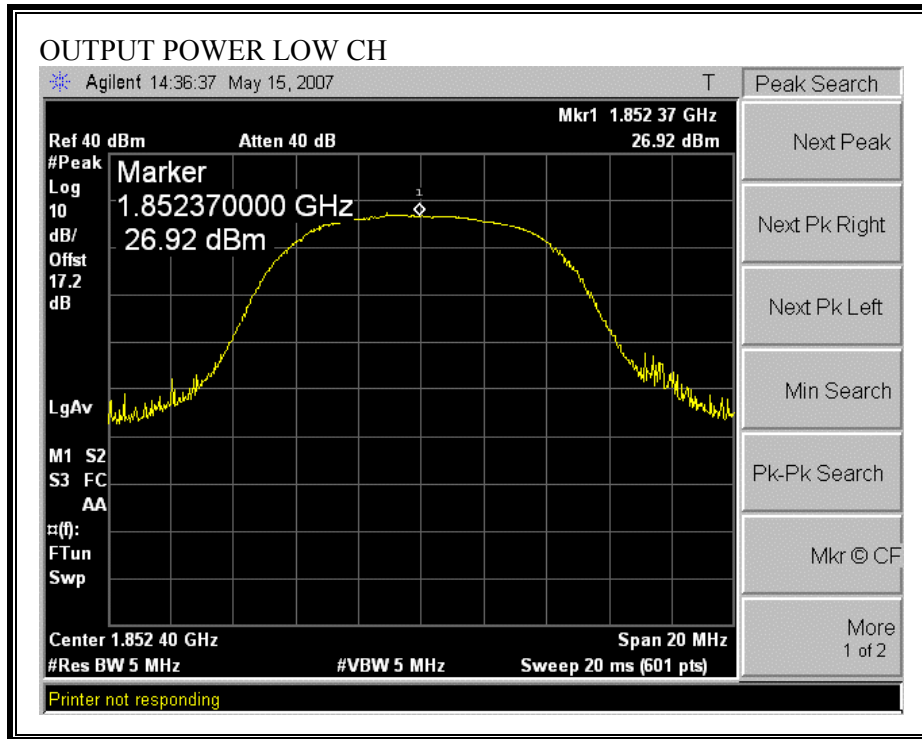 OUTPUT POWER LOW CH
Agilent 14:36:37 May 15, 2007 T
Peak Search
Mkr1 1.852 37 GHz
Ref 40 dBm Atten 40 dB 26.92 dBm
#Peak
Log
10
dB/
Offst
17.2
dB
Marker
1.852370000 GHz
26.92 dBm
1
LgAv
M1 S2
S3 FC
AA
¤(f):
FTun
Swp
Center 1.852 40 GHz Span 20 MHz
#Res BW 5 MHz #VBW 5 MHz Sweep 20 ms (601 pts)
Printer not responding
Next Peak
Next Pk Right
Next Pk Left
Min Search
Pk-Pk Search
Mkr © CF
More
1 of 2